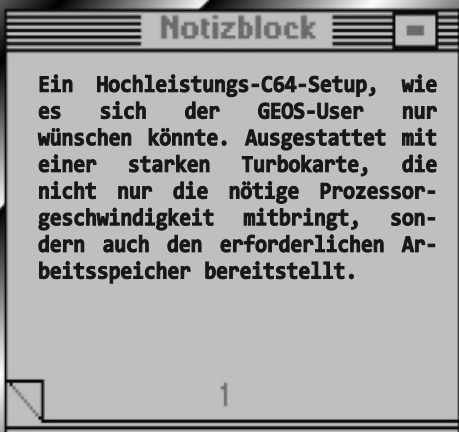 Notizblock
Ein Hochleistungs-C64-Setup, wie
es sich der GEOS-User nur
wünschen könnte. Ausgestattet mit
einer starken Turbokarte, die
nicht nur die nötige Prozessor-
geschwindigkeit mitbringt, son-
dern auch den erforderlichen Ar-
beitsspeicher bereitstellt.
1